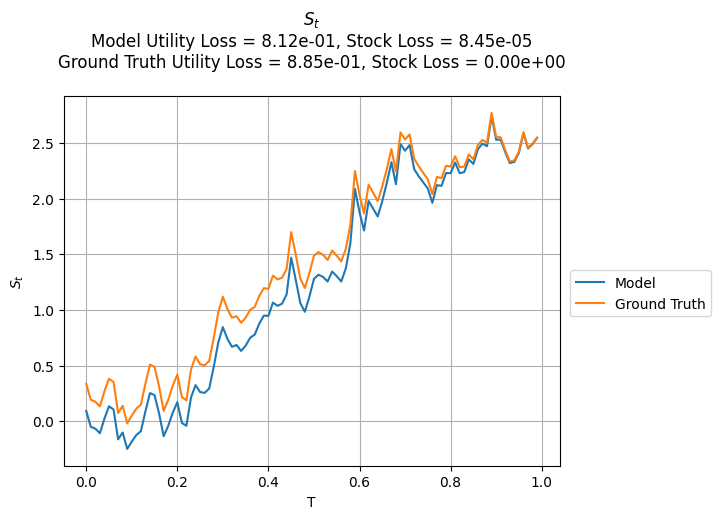 S_t
Model Utility Loss = 8.12e-01, Stock Loss = 8.45e-05
Ground Truth Utility Loss = 8.85e-01, Stock Loss = 0.00e+00
2.5
2.0
1.5
1.0
0.5
0.0
S_t
0.0 0.2 0.4 0.6 0.8 1.0
T
Model
Ground Truth